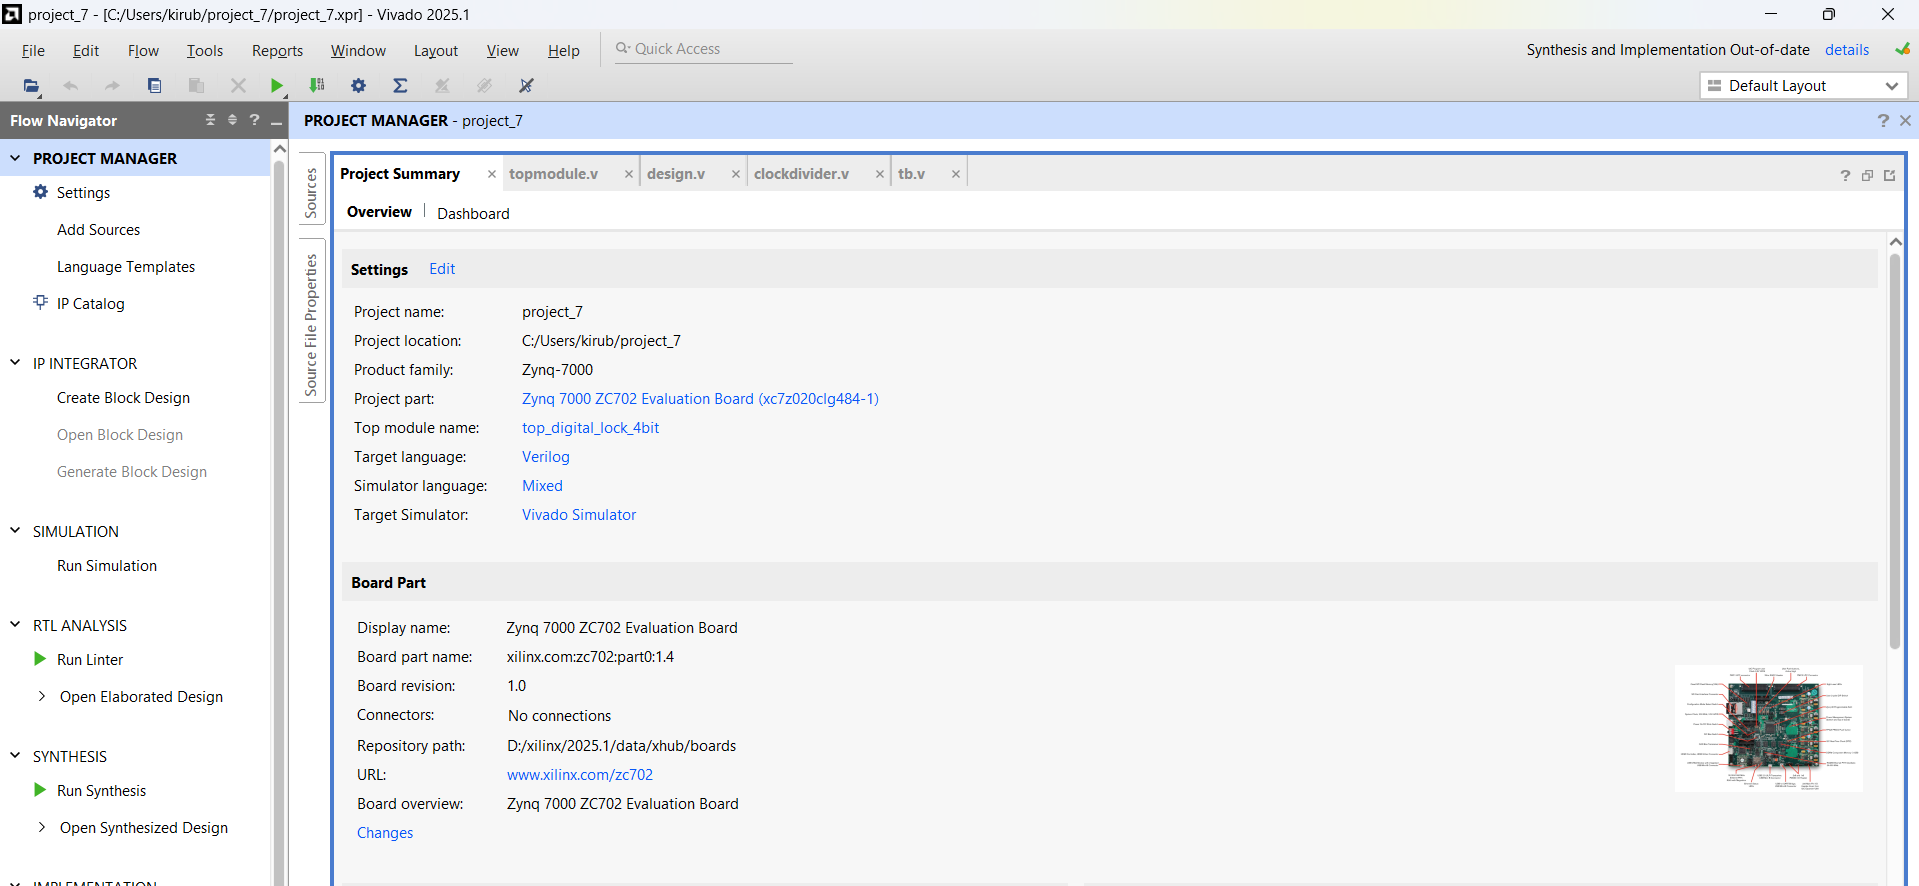 project_7 - [C:/Users/kirub/project_7/project_7.xpr] - Vivado 2025.1
File Edit Flow Tools Reports Window Layout View Help Quick Access
Synthesis and Implementation Out-of-date details
Default Layout
Flow Navigator
PROJECT MANAGER
Settings
Add Sources
Language Templates
IP Catalog
IP INTEGRATOR
Create Block Design
Open Block Design
Generate Block Design
SIMULATION
Run Simulation
RTL ANALYSIS
Run Linter
Open Elaborated Design
SYNTHESIS
Run Synthesis
Open Synthesized Design
IMPLEMENTATION
PROJECT MANAGER - project_7
Sources
Source File Properties
Project Summary topmodule.v design.v clockdivider.v tb.v
Overview Dashboard
Settings Edit
Project name: project_7
Project location: C:/Users/kirub/project_7
Product family: Zynq-7000
Project part: Zynq 7000 ZC702 Evaluation Board (xc7z020clg484-1)
Top module name: top_digital_lock_4bit
Target language: Verilog
Simulator language: Mixed
Target Simulator: Vivado Simulator
Board Part
Display name: Zynq 7000 ZC702 Evaluation Board
Board part name: xilinx.com:zc702:part0:1.4
Board revision: 1.0
Connectors: No connections
Repository path: D:/xilinx/2025.1/data/xhub/boards
URL: www.xilinx.com/zc702
Board overview: Zynq 7000 ZC702 Evaluation Board
Changes